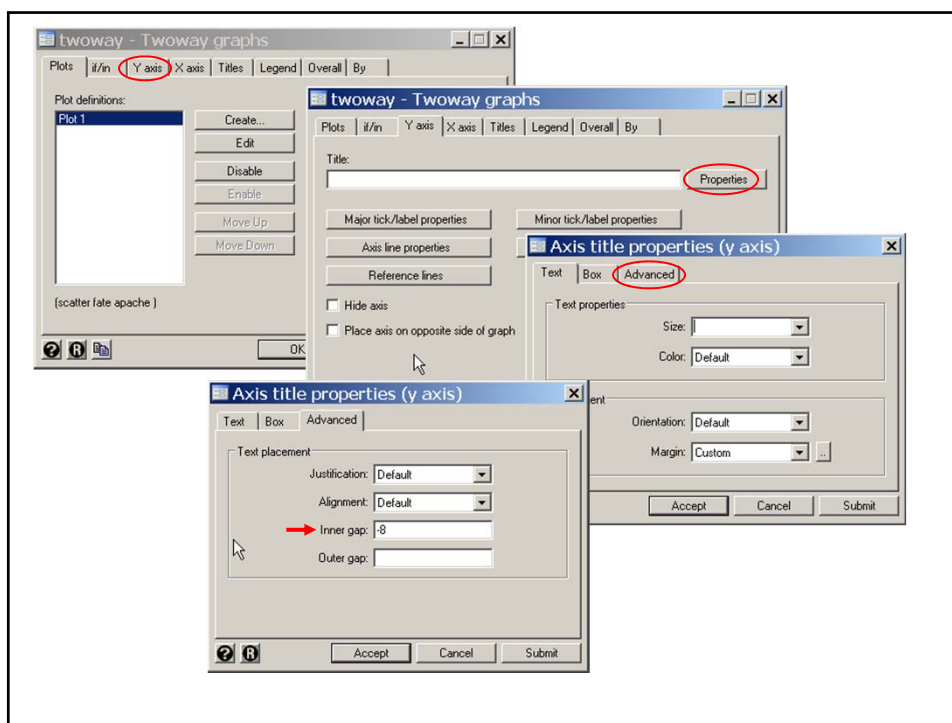 twoway - Twoway graphs
Plots if/in Y axis X axis Titles Legend Overall By
Plot definitions:
Plot 1
Create...
Edit
Disable
Enable
Move Up
Move Down
(scatter fate apache )
? R
OK
twoway - Twoway graphs
Plots if/in Y axis X axis Titles Legend Overall By
Title:
Properties
Major tick/label properties Minor tick/label properties
Axis line properties
Reference lines
Hide axis
Place axis on opposite side of graph
Axis title properties (y axis)
Text Box Advanced
Text properties
Size:
Color: Default
Orientation: Default
Margin: Custom ..
Accept Cancel Submit
Axis title properties (y axis)
Text Box Advanced
Text placement
Justification: Default
Alignment: Default
Inner gap: -8
Outer gap:
? R
Accept Cancel Submit